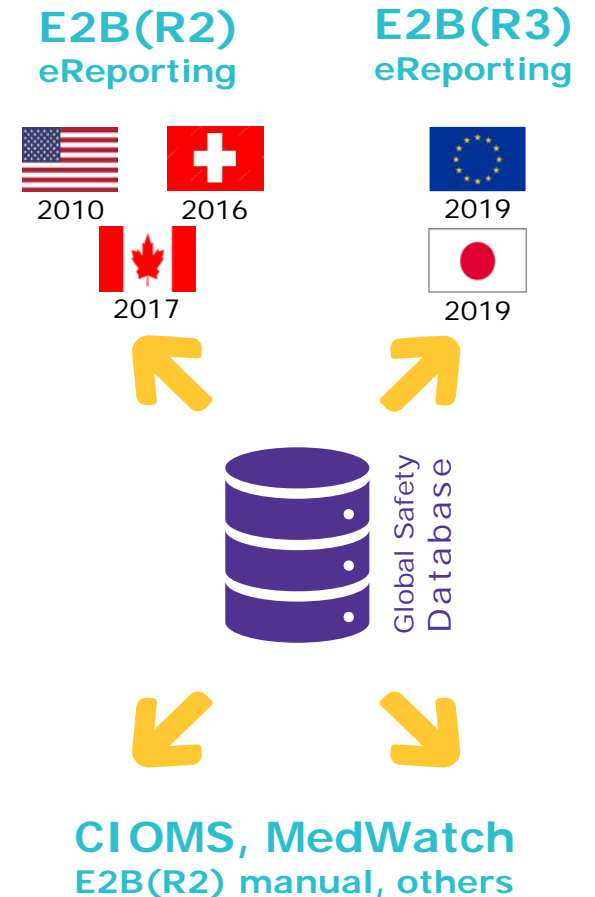 E2B(R2)
eReporting
E2B(R3)
eReporting
2010
2016
2017
2019
2019
Global Safety
Database
CIOMS, MedWatch
E2B(R2) manual, others